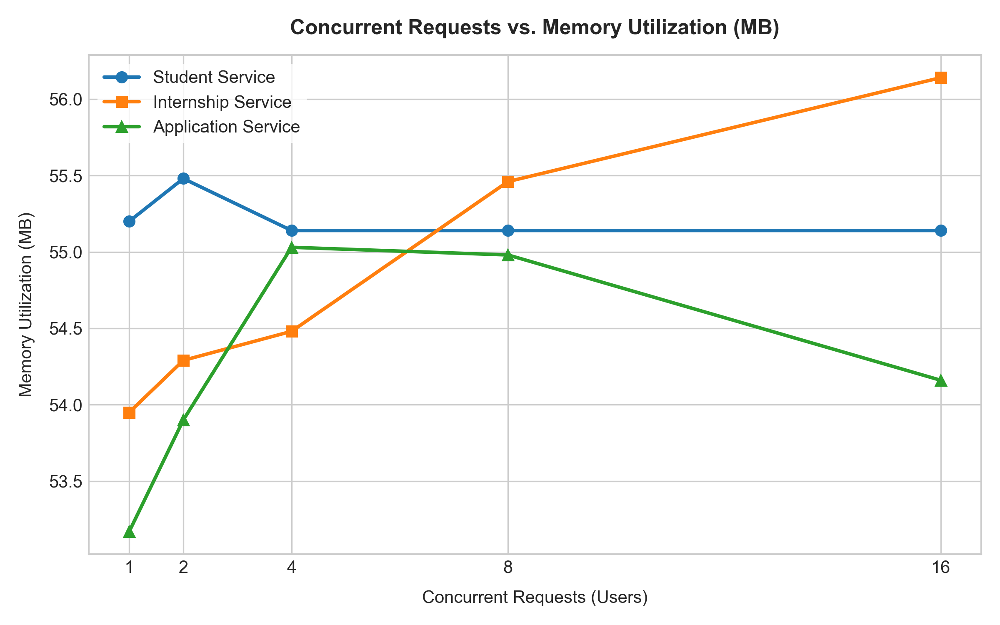 Concurrent Requests vs. Memory Utilization (MB)
Student Service
Internship Service
Application Service
56.0
55.5
55.0
54.5
54.0
53.5
Memory Utilization (MB)
1 2 4 8 16
Concurrent Requests (Users)